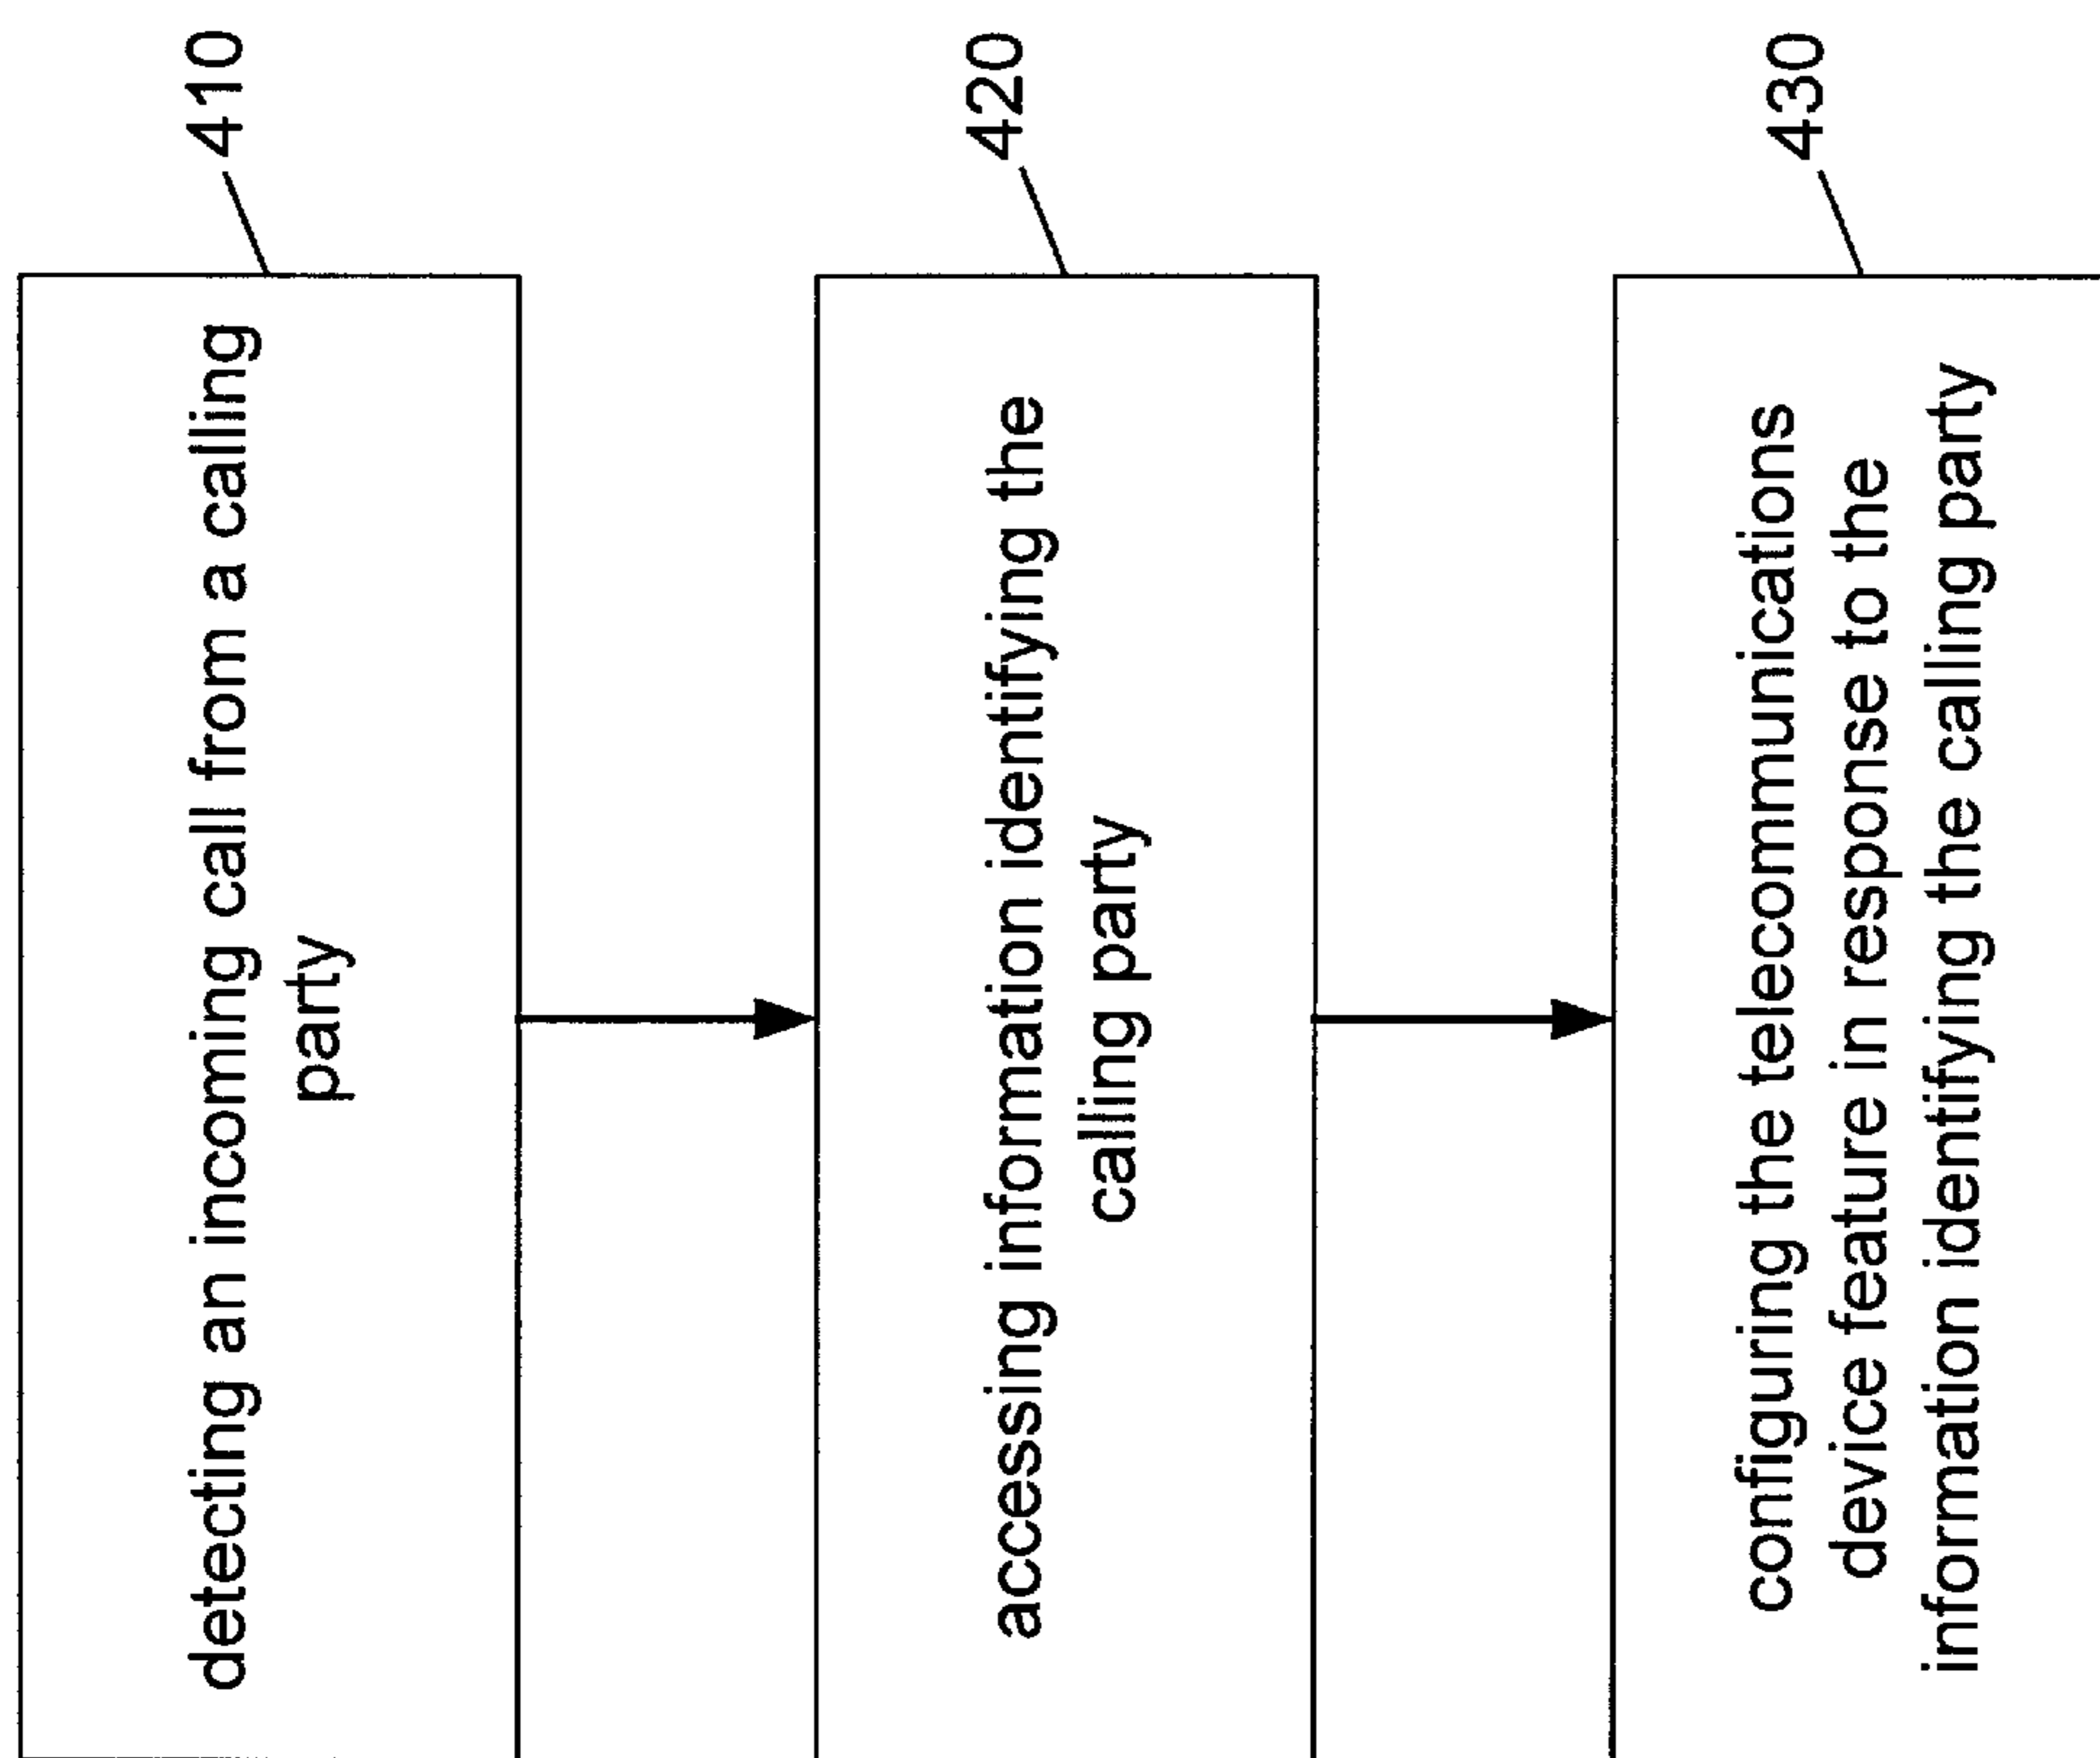 detecting an incoming call from a calling
party
410
accessing information identifying the
calling party
420
configuring the telecommunications
device feature in response to the
information identifying the calling party
430